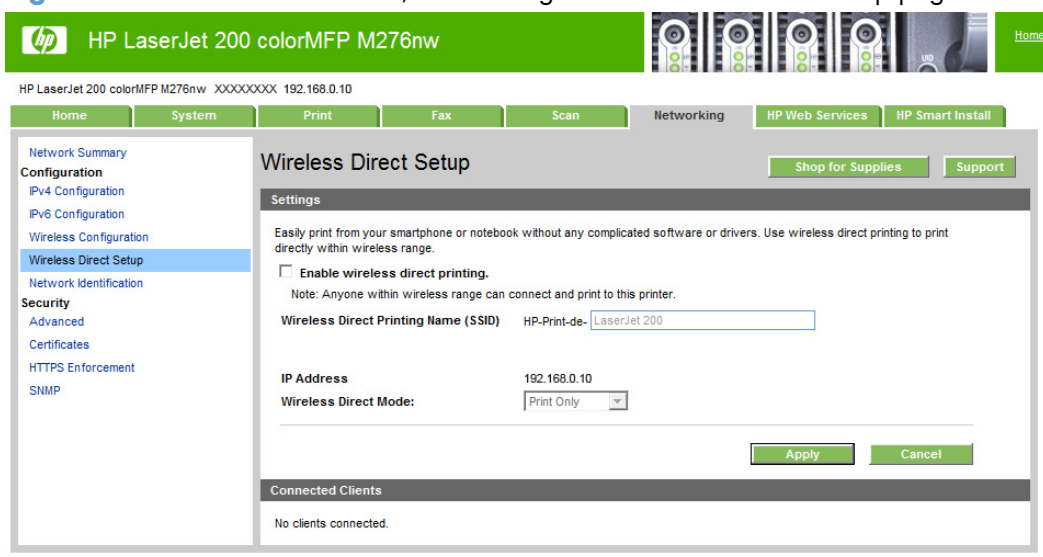 hp
HP LaserJet 200 colorMFP M276nw
UID
Home
HP LaserJet 200 colorMFP M276nw XXXXXXXX 192.168.0.10
Home
System
Print
Fax
Scan
Networking
HP Web Services
HP Smart Install
Network Summary
Configuration
IPv4 Configuration
IPv6 Configuration
Wireless Configuration
Wireless Direct Setup
Network Identification
Security
Advanced
Certificates
HTTPS Enforcement
SNMP
Wireless Direct Setup
Shop for Supplies
Support
Settings
Easily print from your smartphone or notebook without any complicated software or drivers. Use wireless direct printing to print
directly within wireless range.
Enable wireless direct printing.
Note: Anyone within wireless range can connect and print to this printer.
Wireless Direct Printing Name (SSID) HP-Print-de- LaserJet 200
IP Address 192.168.0.10
Wireless Direct Mode: Print Only
Apply
Cancel
Connected Clients
No clients connected.